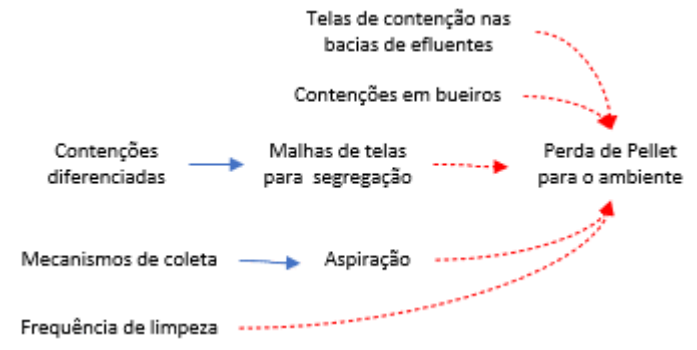 Telas de contenção nas
bacias de efluentes
Contenções em bueiros
Contenções
diferenciadas
Malhas de telas
para segregação
Perda de Pellet
para o ambiente
Mecanismos de coleta
Aspiração
Frequência de limpeza